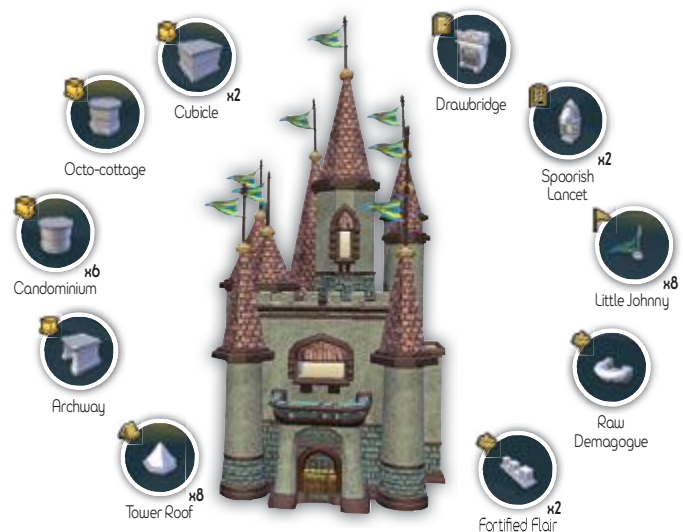 Cubicle
x2
Octo-cottage
Candominium
x6
Archway
Tower Roof
x8
Drawbridge
Spoorish
Lancet
x2
Little Johnny
x8
Raw
Demagogue
Fortified Flair
x2